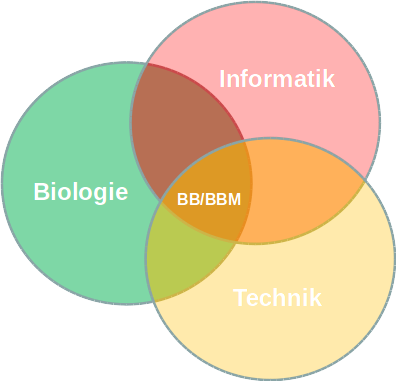 Informatik
Biologie
BB/BBM
Technik